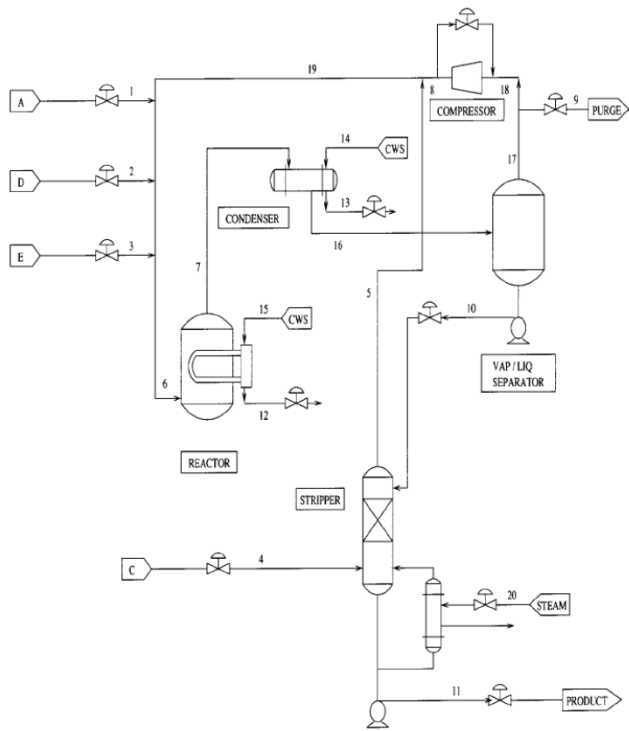 19
8
18
COMPRESSOR
9
PURGE
A
1
14
CWS
17
D
2
CONDENSER
13
16
E
3
7
5
15
CWS
10
6
12
VAP / LIQ
SEPARATOR
REACTOR
STRIPPER
C
4
20
STEAM
11
PRODUCT